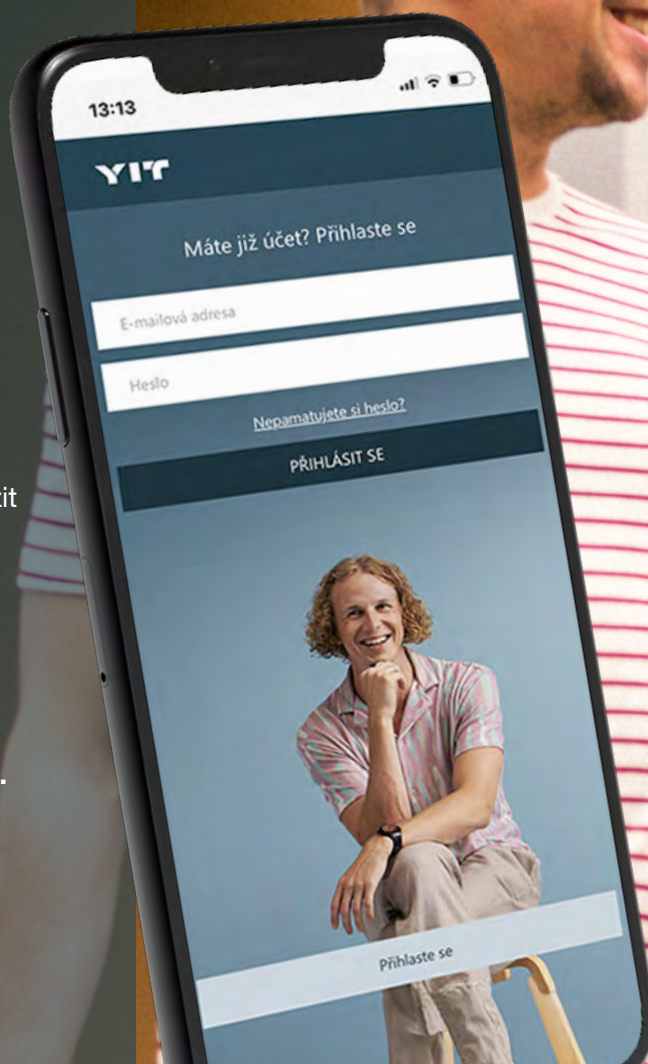 13:13
YIT
Máte již účet? Přihlaste se
E-mailová adresa
Heslo
Nepamatujete si heslo?
PŘIHLÁSIT SE
Přihlaste se